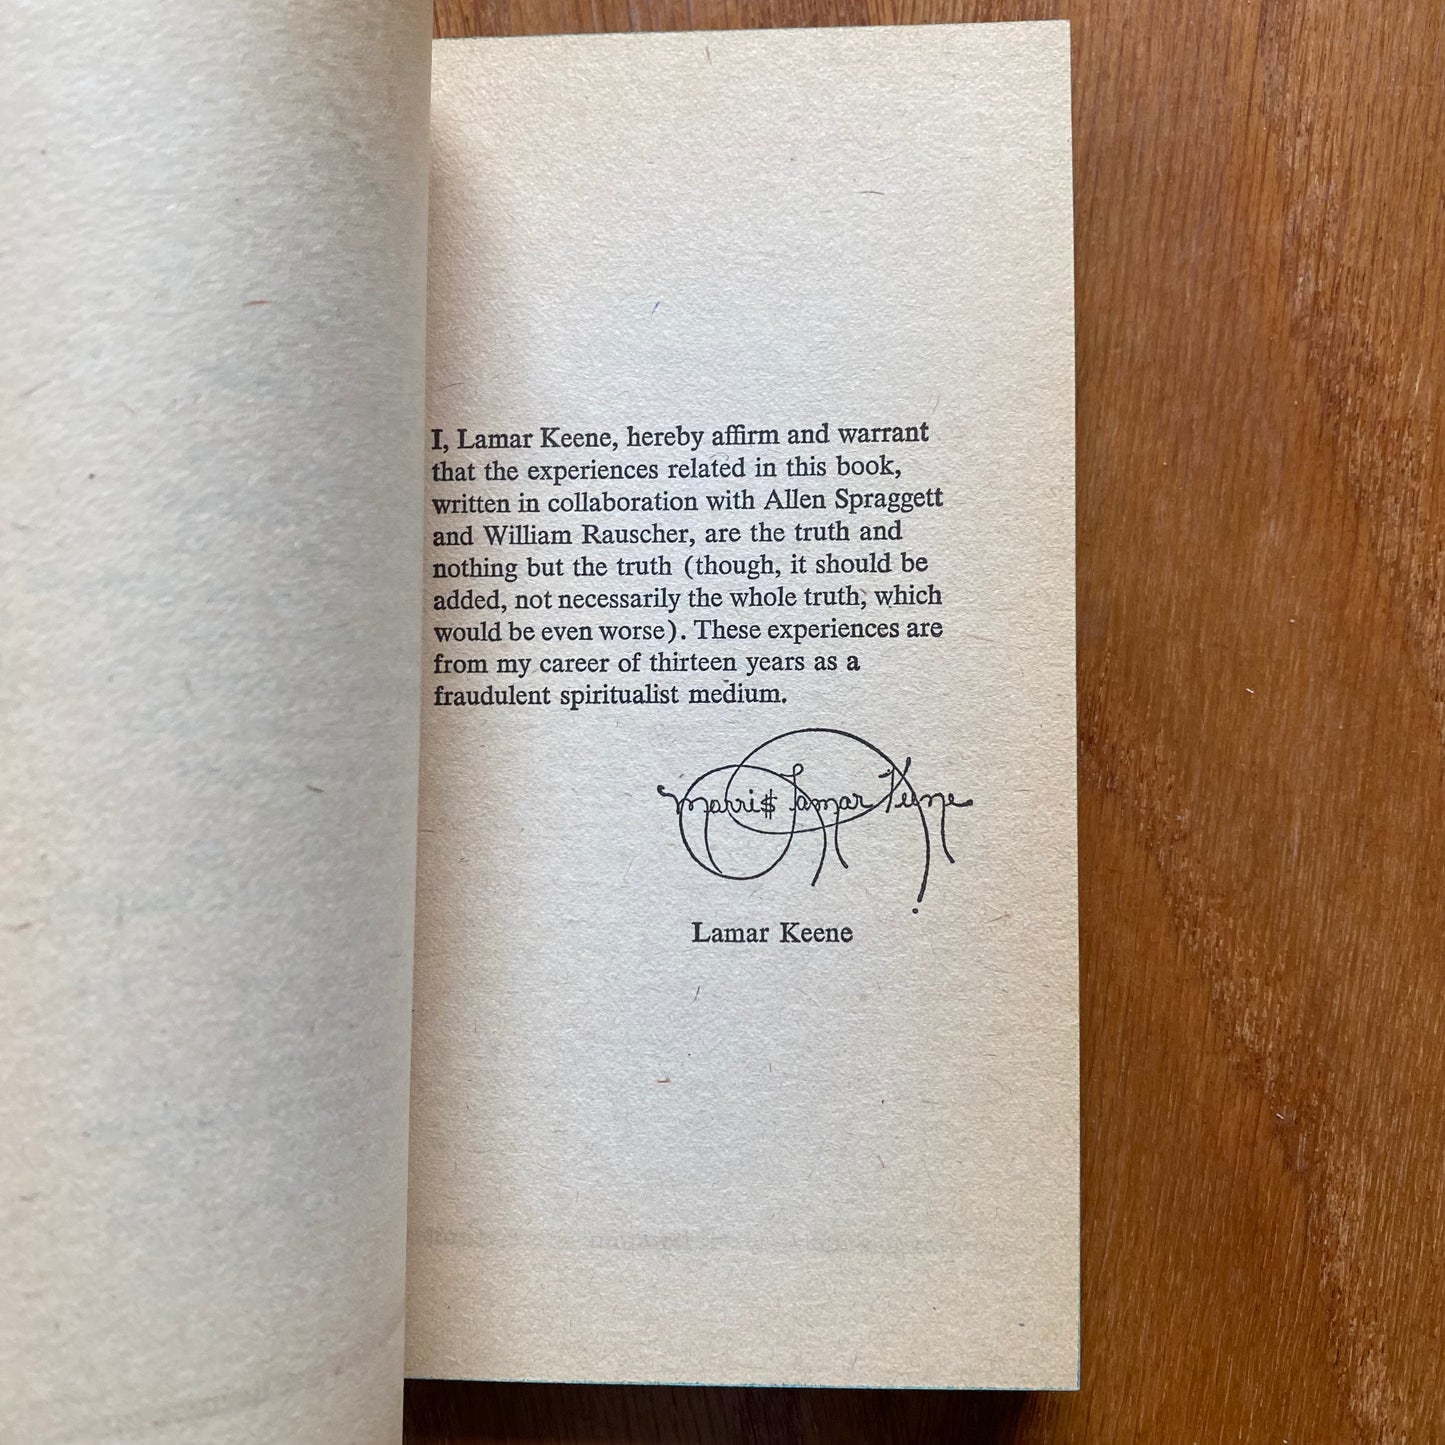 I, Lamar Keene, hereby affirm and warrant
that the experiences related in this book,
written in collaboration with Allen Spraggett
and William Rauscher, are the truth and
nothing but the truth (though, it should be
added, not necessarily the whole truth, which
would be even worse). These experiences are
from my career of thirteen years as a
fraudulent spiritualist medium.
Morri$ Lamar Keene
Lamar Keene